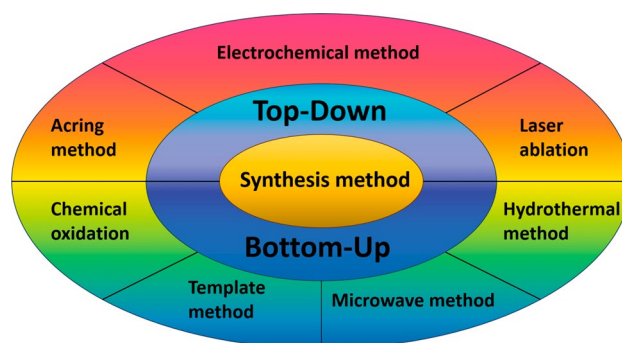 Electrochemical method
Top-Down
Acring
method
Laser
ablation
Synthesis method
Chemical
oxidation
Hydrothermal
method
Bottom-Up
Template
method
Microwave method